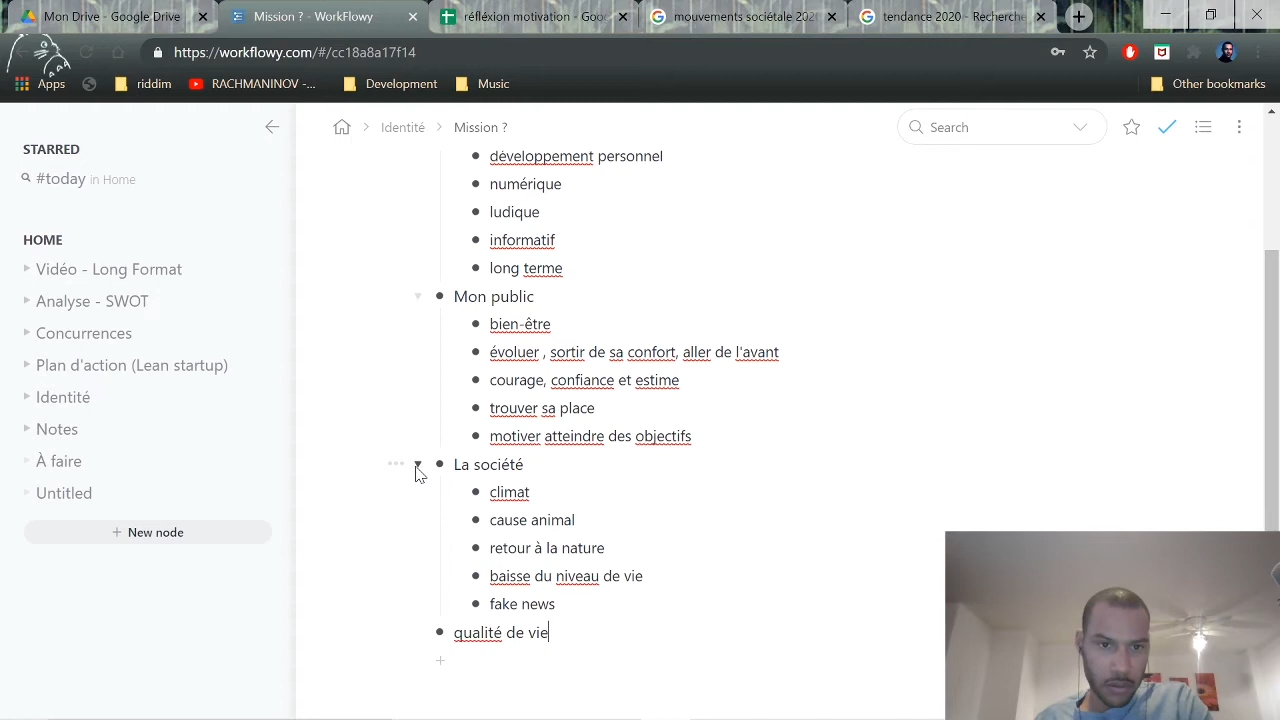 Mon Drive - Google Drive
Mission ? - WorkFlowy
réfléxion motivation - Goo
mouvements sociétale 202
tendance 2020 - Recherche
https://workflowy.com/#/cc18a8a17f14
Apps
riddim
RACHMANINOV -...
Development
Music
Other bookmarks
Identité
Mission ?
Search
STARRED
#today in Home
HOME
Vidéo - Long Format
Analyse - SWOT
Concurrences
Plan d'action (Lean startup)
Identité
Notes
À faire
Untitled
+ New node
développement personnel
numérique
ludique
informatif
long terme
Mon public
bien-être
évoluer , sortir de sa confort, aller de l'avant
courage, confiance et estime
trouver sa place
motiver atteindre des objectifs
La société
climat
cause animal
retour à la nature
baisse du niveau de vie
fake news
qualité de vie